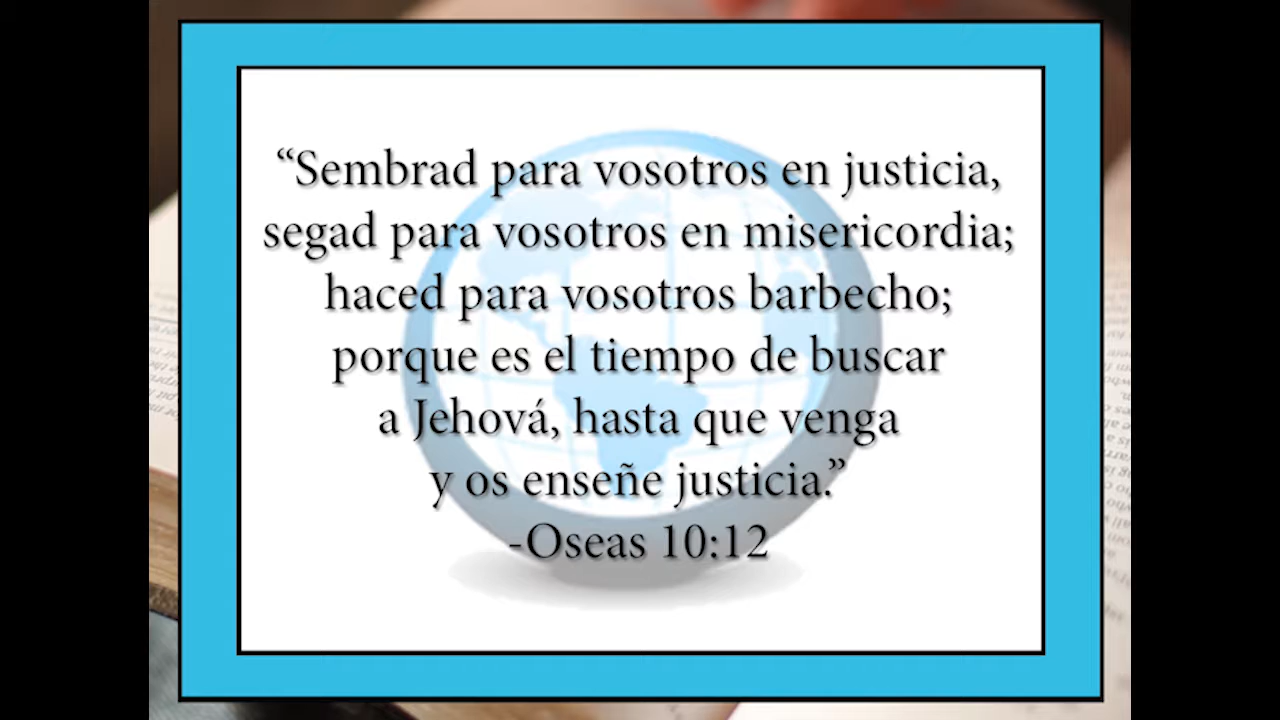 “Sembrad para vosotros en justicia,
segad para vosotros en misericordia;
haced para vosotros barbecho;
porque es el tiempo de buscar
a Jehová, hasta que venga
y os enseñe justicia.”
-Oseas 10:12